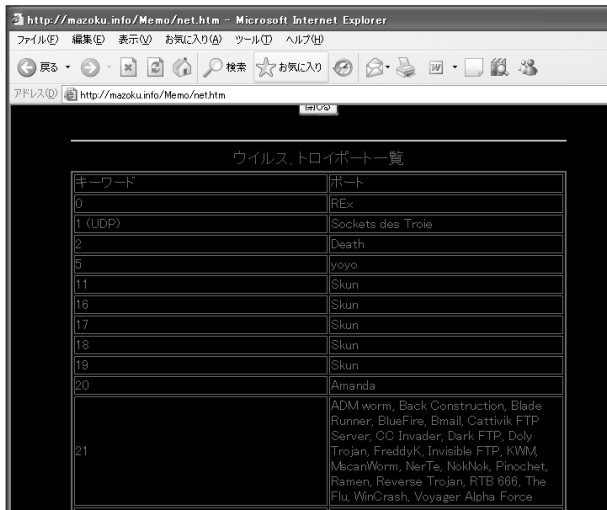 http://mazoku.info/Memo/net.htm - Microsoft Internet Explorer
ファイル(F) 編集(E) 表示(V) お気に入り(A) ツール(T) ヘルプ(H)
戻る 検索 お気に入り
アドレス(D) http://mazoku.info/Memo/net.htm
閉じる
ウイルス、トロイポート一覧
キーワード ポート
0 REx
1 (UDP) Sockets des Troie
2 Death
5 yoyo
11 Skun
16 Skun
17 Skun
18 Skun
19 Skun
20 Amanda
21 ADM worm, Back Construction, Blade
Runner, BlueFire, Bmail, Cattivik FTP
Server, CC Invader, Dark FTP, Doly
Trojan, FreddyK, Invisible FTP, KWM,
MscanWorm, NerTe, NokNok, Pinochet,
Ramen, Reverse Trojan, RTB 666, The
Flu, WinCrash, Voyager Alpha Force